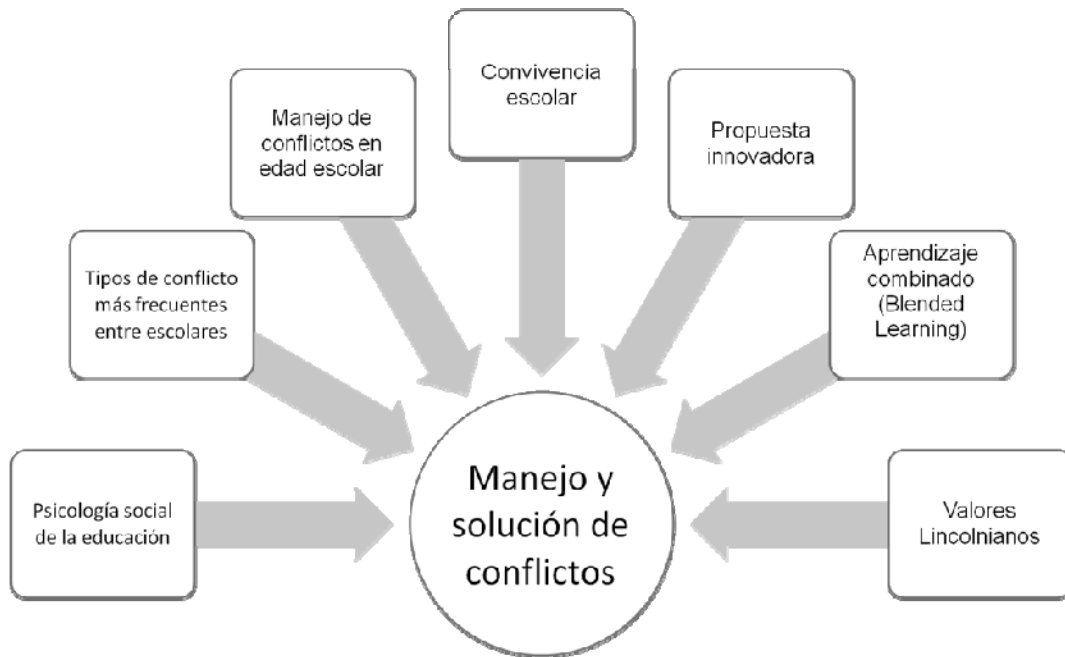 Psicología social
de la educación
Tipos de conflicto
más frecuentes
entre escolares
Manejo de
conflictos en
edad escolar
Convivencia
escolar
Propuesta
innovadora
Aprendizaje
combinado
(Blended
Learning)
Valores
Lincolnianos
Manejo y
solución de
conflictos